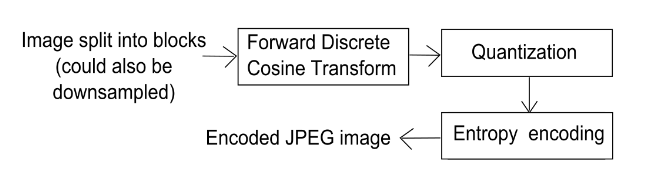 Image split into blocks
(could also be
downsampled)
Forward Discrete
Cosine Transform
Quantization
Entropy encoding
Encoded JPEG image